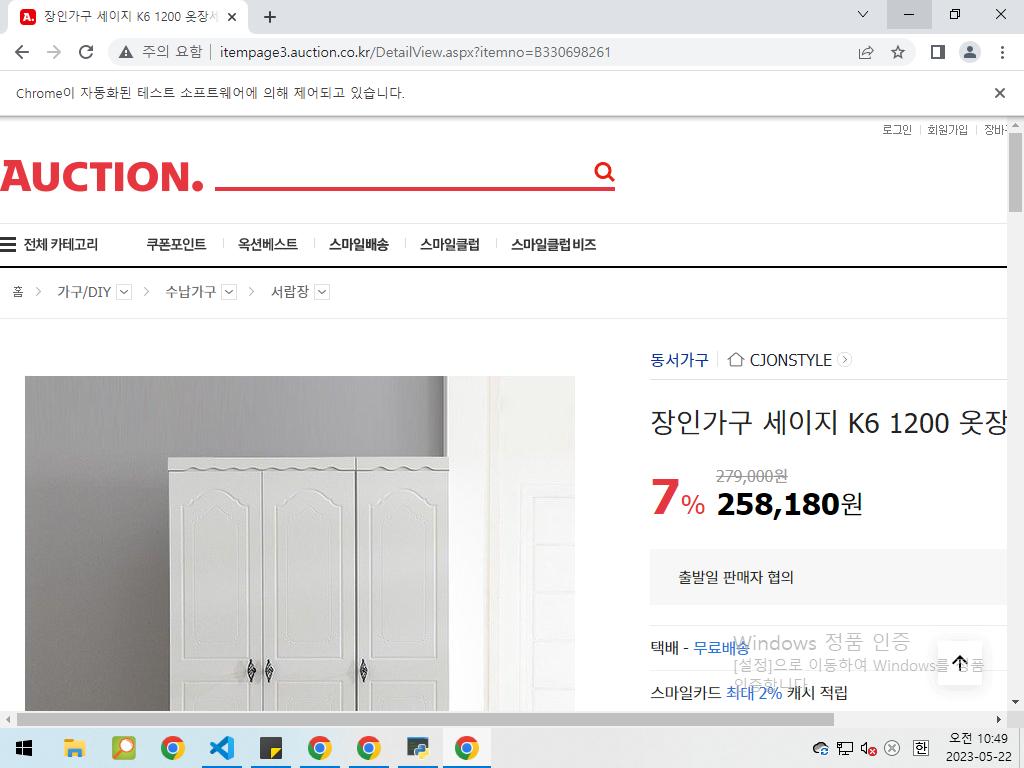 장인가구 세이지 K6 1200 옷장세
주의 요함 | itempage3.auction.co.kr/DetailView.aspx?itemno=B330698261
Chrome이 자동화된 테스트 소프트웨어에 의해 제어되고 있습니다.
로그인 회원가입 장바구
AUCTION.
전체 카테고리 쿠폰포인트 옥션베스트 스마일배송 스마일클럽 스마일클럽 비즈
홈 가구/DIY 수납가구 서랍장
동서가구 CJONSTYLE
장인가구 세이지 K6 1200 옷장
279,000원
7% 258,180원
출발일 판매자 협의
택배 - 무료배송
Windows 정품 인증
[설정]으로 이동하여 Windows를 정품
인증합니다.
스마일카드 최대 2% 캐시 적립
한
오전 10:49
2023-05-22